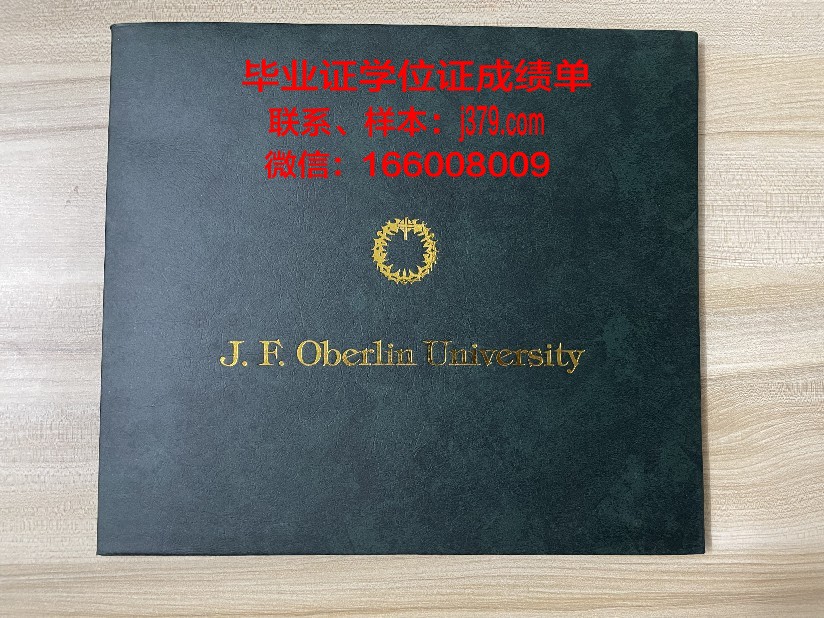 毕业证学位证成绩单
联系、样本：j379.com
微信：166008009
J. F. Oberlin University